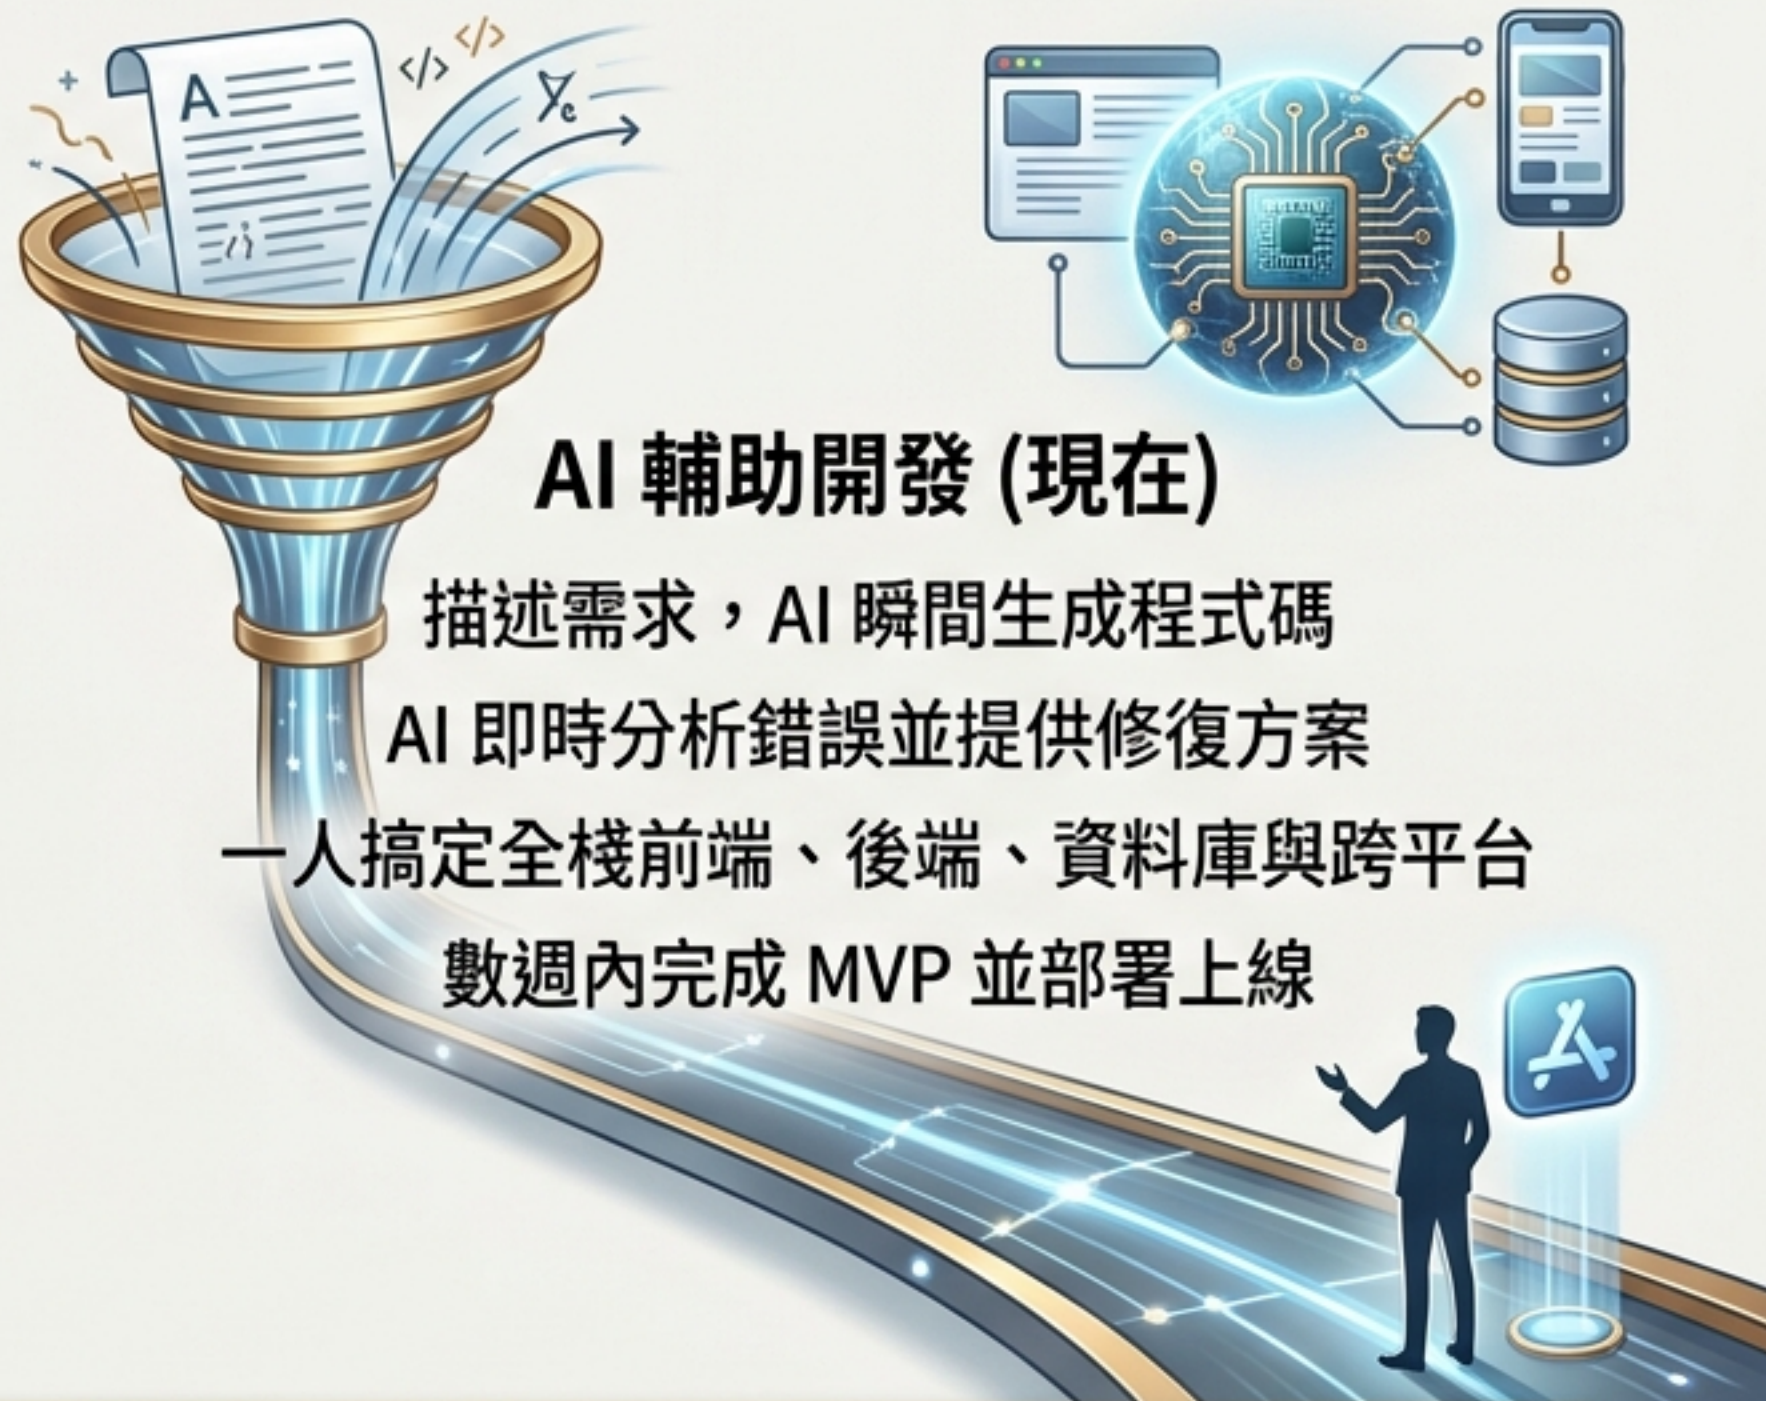 A
</>
</>
AI 輔助開發 (現在)
描述需求，AI 瞬間生成程式碼
AI 即時分析錯誤並提供修復方案
一人搞定全棧前端、後端、資料庫與跨平台
數週內完成 MVP 並部署上線